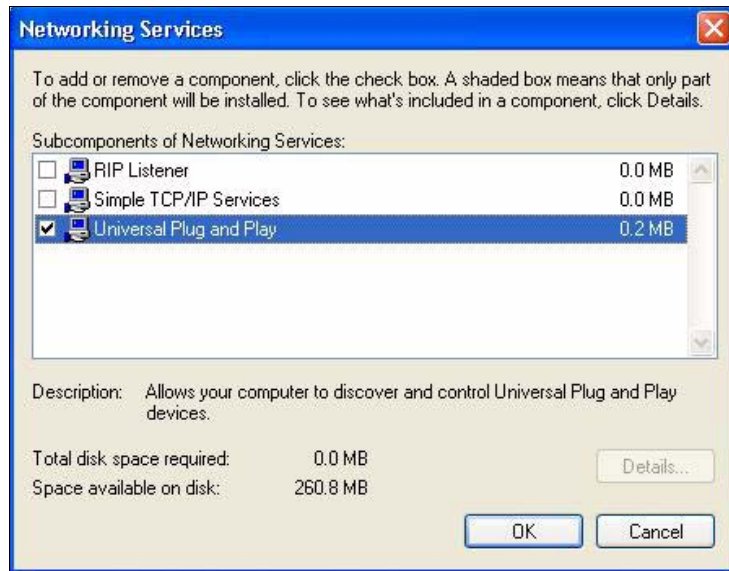 Networking Services
To add or remove a component, click the check box. A shaded box means that only part
of the component will be installed. To see what's included in a component, click Details.
Subcomponents of Networking Services:
RIP Listener 0.0 MB
Simple TCP/IP Services 0.0 MB
Universal Plug and Play 0.2 MB
Description: Allows your computer to discover and control Universal Plug and Play
devices.
Total disk space required: 0.0 MB
Details...
Space available on disk: 260.8 MB
OK Cancel